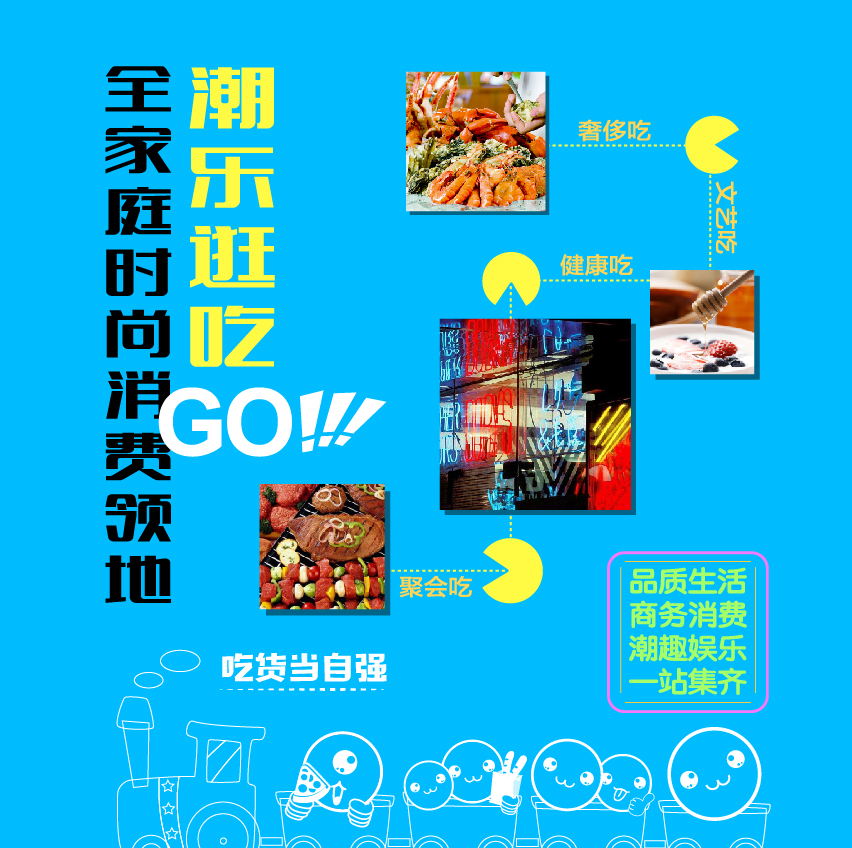 全家庭时尚消费领地
潮乐逛吃
GO!!!
奢侈吃
文艺吃
健康吃
聚会吃
品质生活
商务消费
潮趣娱乐
一站集齐
吃货当自强